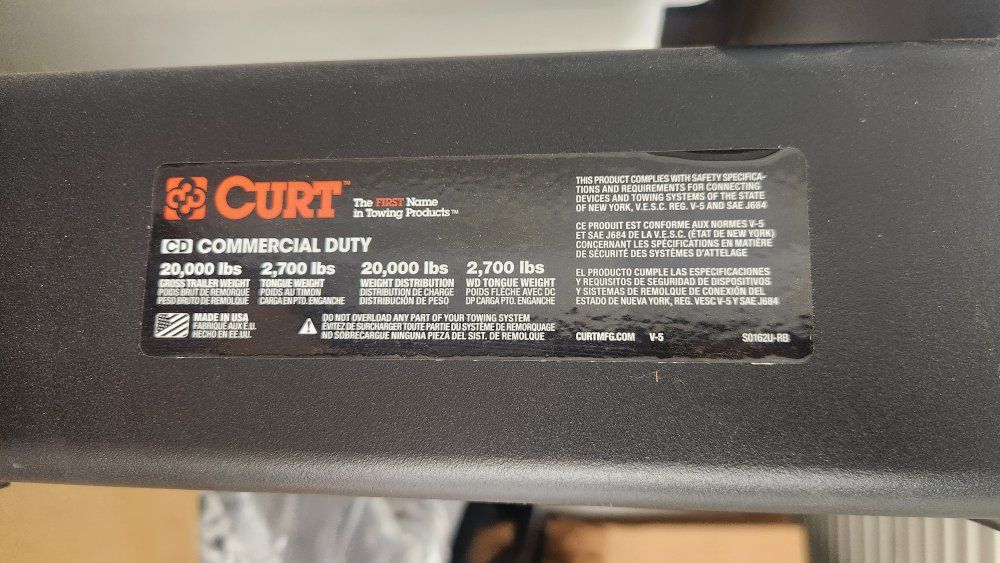 CURT™
The FIRST Name
in Towing Products™
CD COMMERCIAL DUTY
20,000 lbs
GROSS TRAILER WEIGHT
POIDS BRUT DE REMORQUE
PESO BRUTO DE REMOLQUE
2,700 lbs
TONGUE WEIGHT
POIDS AU TIMON
CARGA EN PTO. ENGANCHE
20,000 lbs
WEIGHT DISTRIBUTION
DISTRIBUTION DE CHARGE
DISTRIBUCIÓN DE PESO
2,700 lbs
WD TONGUE WEIGHT
POIDS FLÈCHE AVEC DC
DP CARGA PTO. ENGANCHE
MADE IN USA
FABRIQUÉ AUX É.U.
HECHO EN EE.UU.
DO NOT OVERLOAD ANY PART OF YOUR TOWING SYSTEM
ÉVITEZ DE SURCHARGER TOUTE PARTIE DU SYSTÈME DE REMORQUAGE
NO SOBRECARGUE NINGUNA PIEZA DEL SIST. DE REMOLQUE
THIS PRODUCT COMPLIES WITH SAFETY SPECIFICA-
TIONS AND REQUIREMENTS FOR CONNECTING
DEVICES AND TOWING SYSTEMS OF THE STATE
OF NEW YORK, V.E.S.C. REG. V-5 AND SAE J684
CE PRODUIT EST CONFORME AUX NORMES V-5
ET SAE J684 DE LA V.E.S.C. (ÉTAT DE NEW YORK)
CONCERNANT LES SPÉCIFICATIONS EN MATIÈRE
DE SÉCURITÉ DES SYSTÈMES D'ATTELAGE
EL PRODUCTO CUMPLE LAS ESPECIFICACIONES
Y REQUISITOS DE SEGURIDAD DE DISPOSITIVOS
Y SISTEMAS DE REMOLQUE DE CONEXIÓN DEL
ESTADO DE NUEVA YORK, REG. VESC V-5 Y SAE J684
CURTMFG.COM V-5 S0162U-RB